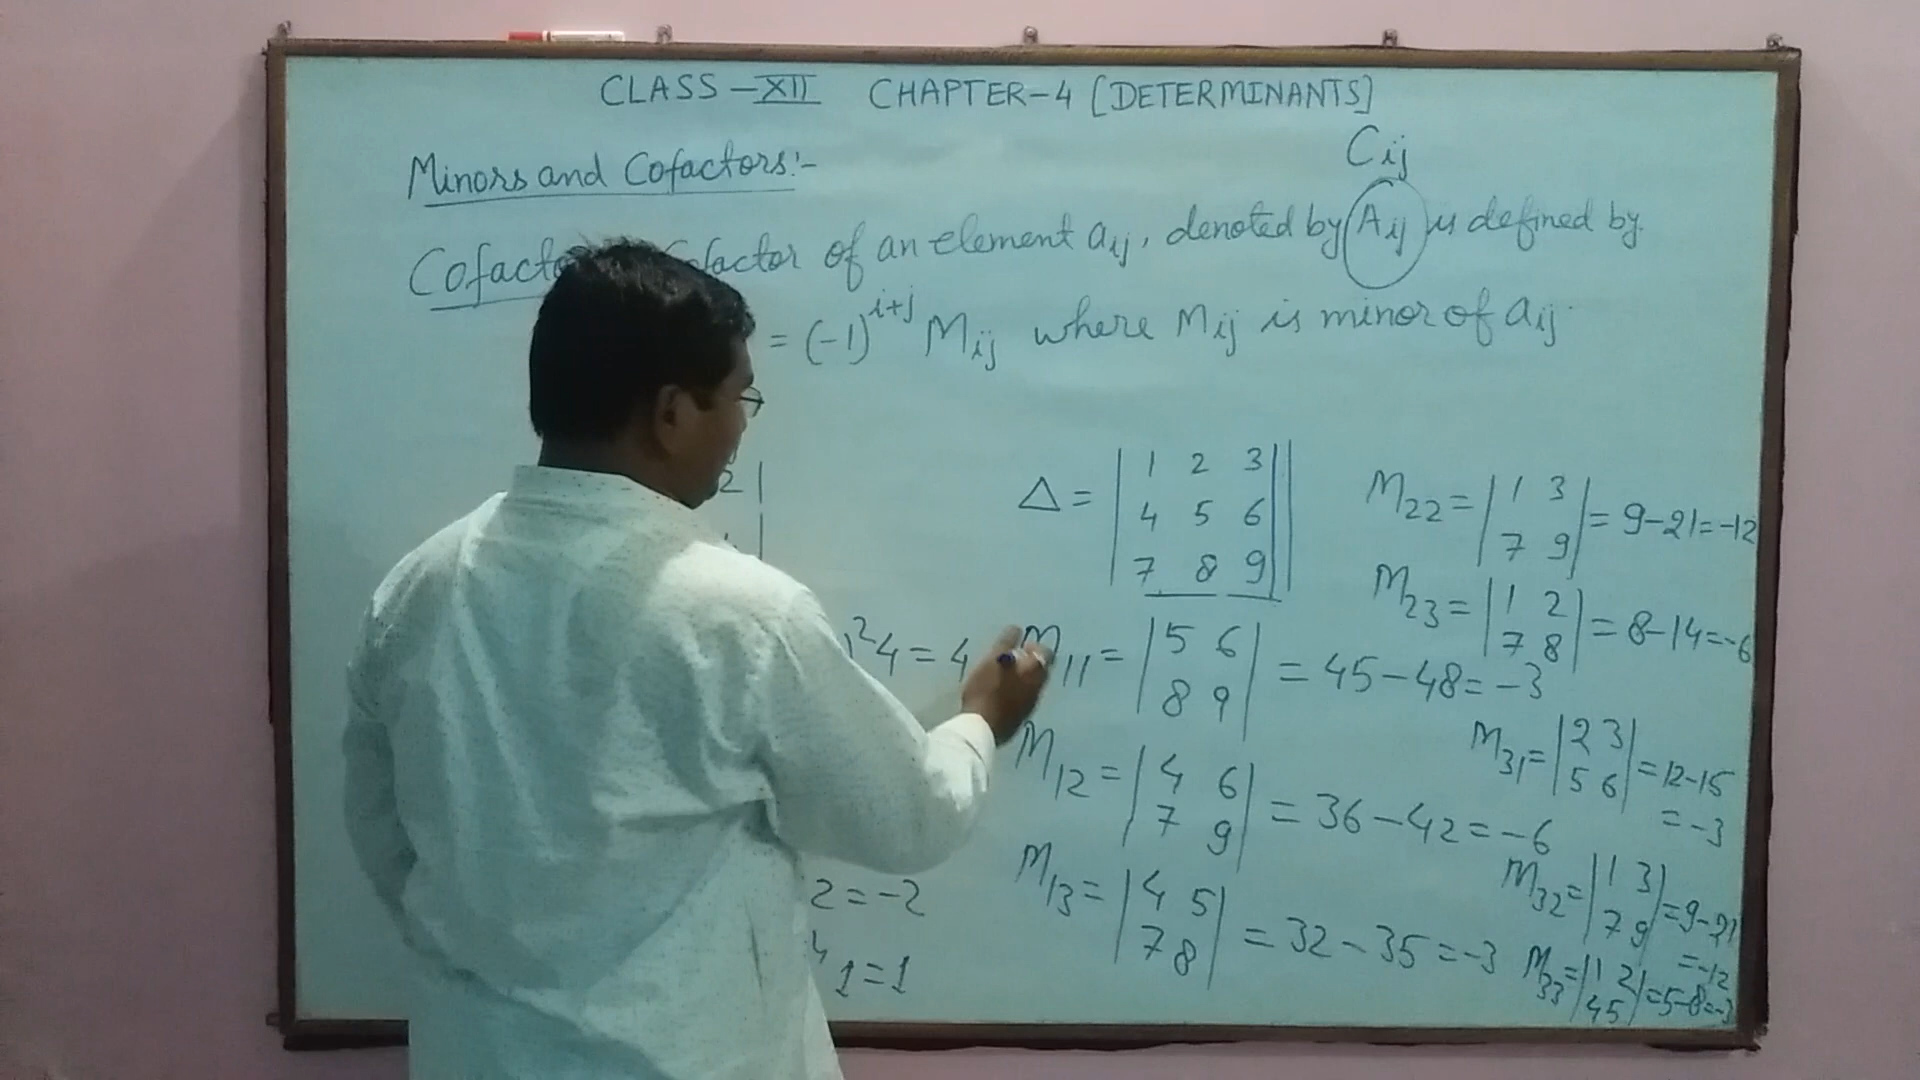 CLASS-XII CHAPTER-4 [DETERMINANTS]
Minors and Cofactors:-
Cij
Cofactor of an element aij, denoted by Aij is defined by
= (-1)^i+j Mij where Mij is minor of aij.
2 |
Δ = | 1 2 3 |
4 5 6
7 8 9
²4 = 4
M11 = | 5 6 | = 45-48 = -3
8 9
M12 = | 4 6 | = 36-42 = -6
7 9
M13 = | 4 5 | = 32-35 = -3
7 8
2 = -2
⁴ 1 = 1
M22 = | 1 3 | = 9-21 = -12
7 9
M23 = | 1 2 | = 8-14 = -6
7 8
M31 = | 2 3 | = 12-15
5 6
= -3
M32 = | 1 3 | = 9-21
7 9
= -12
M33 = | 1 2 | = 5-8 = -3
4 5